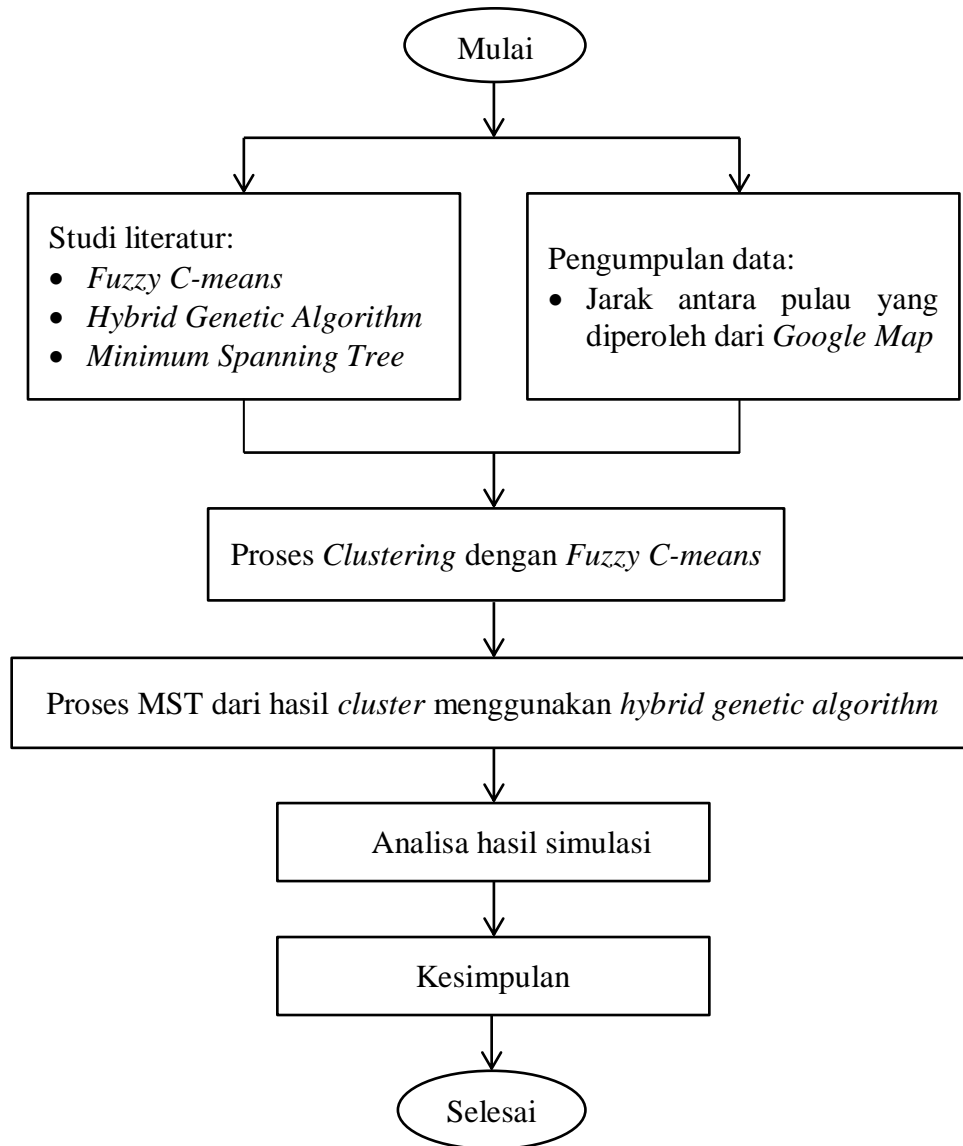 Mulai
Studi literatur:
• Fuzzy C-means
• Hybrid Genetic Algorithm
• Minimum Spanning Tree
Pengumpulan data:
• Jarak antara pulau yang
diperoleh dari Google Map
Proses Clustering dengan Fuzzy C-means
Proses MST dari hasil cluster menggunakan hybrid genetic algorithm
Analisa hasil simulasi
Kesimpulan
Selesai